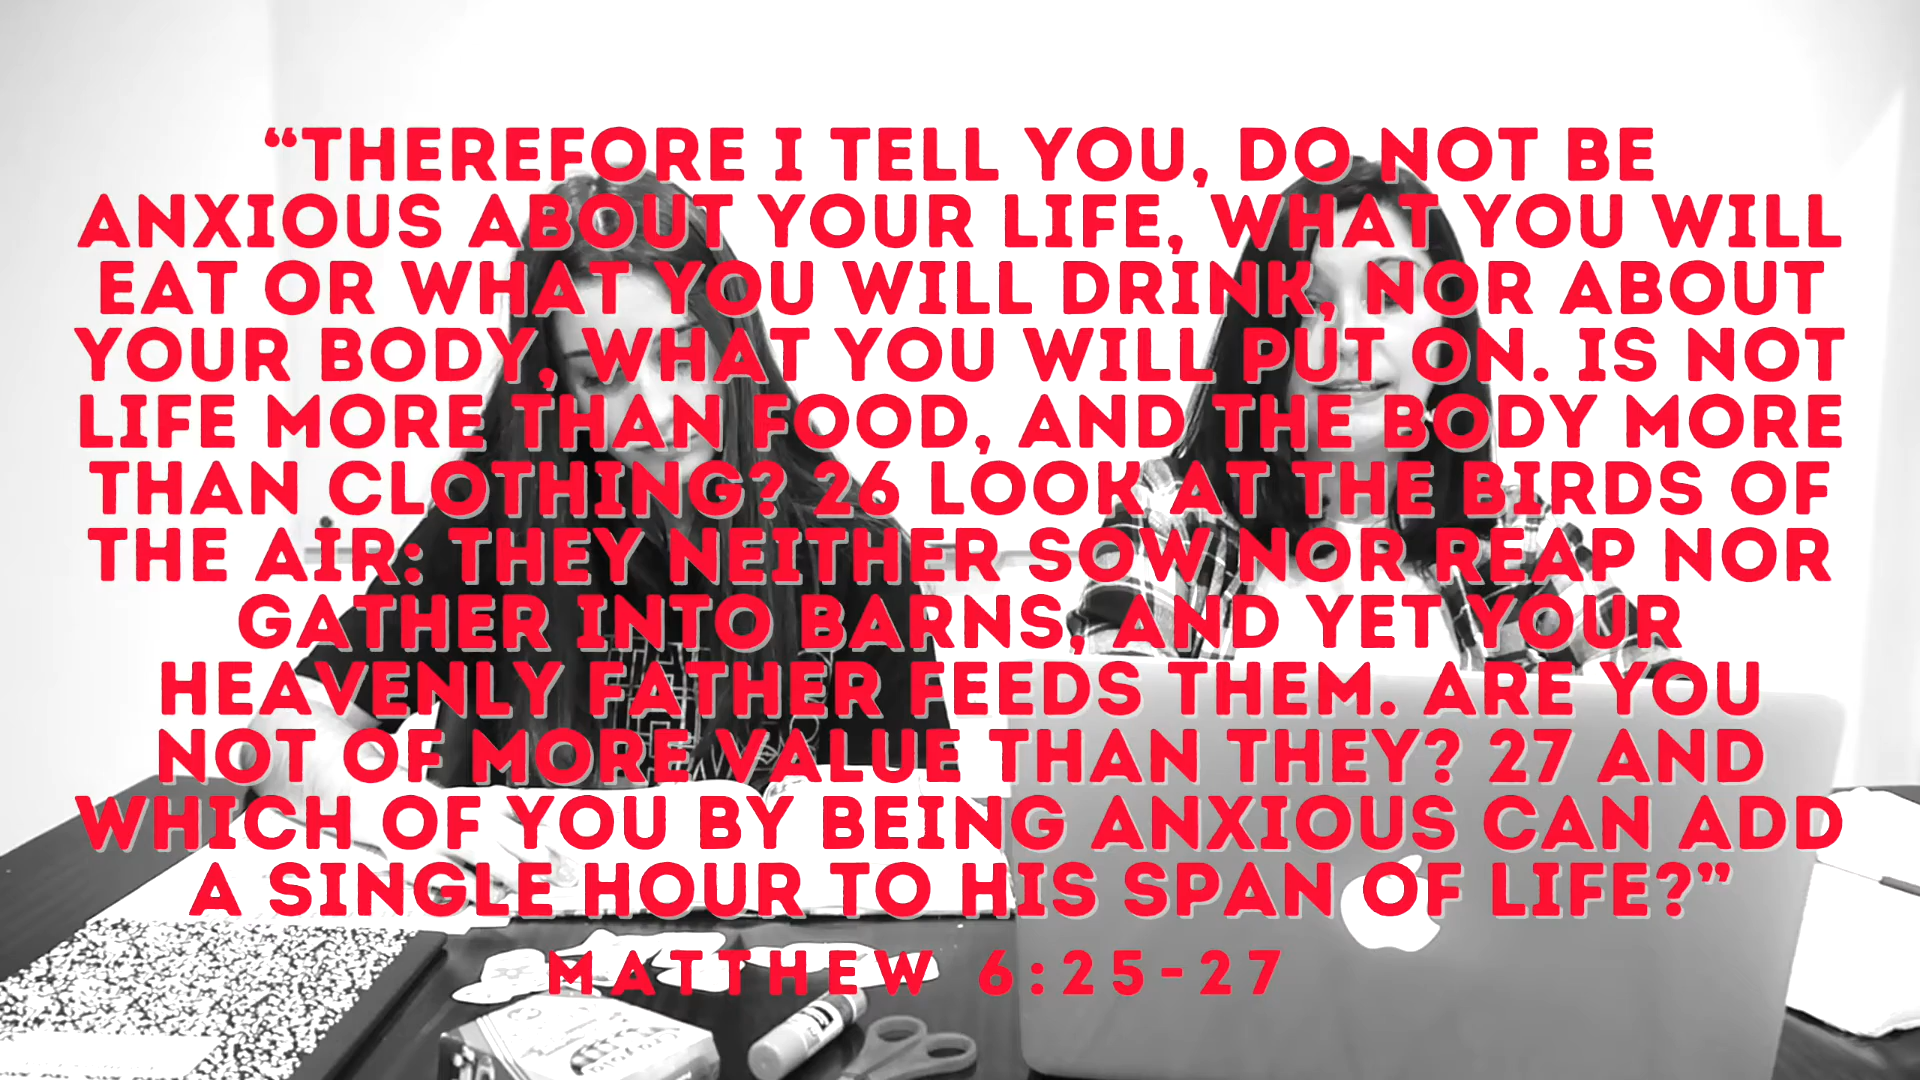 “THEREFORE I TELL YOU, DO NOT BE
ANXIOUS ABOUT YOUR LIFE, WHAT YOU WILL
EAT OR WHAT YOU WILL DRINK, NOR ABOUT
YOUR BODY, WHAT YOU WILL PUT ON. IS NOT
LIFE MORE THAN FOOD, AND THE BODY MORE
THAN CLOTHING? 26 LOOK AT THE BIRDS OF
THE AIR: THEY NEITHER SOW NOR REAP NOR
GATHER INTO BARNS, AND YET YOUR
HEAVENLY FATHER FEEDS THEM. ARE YOU
NOT OF MORE VALUE THAN THEY? 27 AND
WHICH OF YOU BY BEING ANXIOUS CAN ADD
A SINGLE HOUR TO HIS SPAN OF LIFE?”
MATTHEW 6:25-27